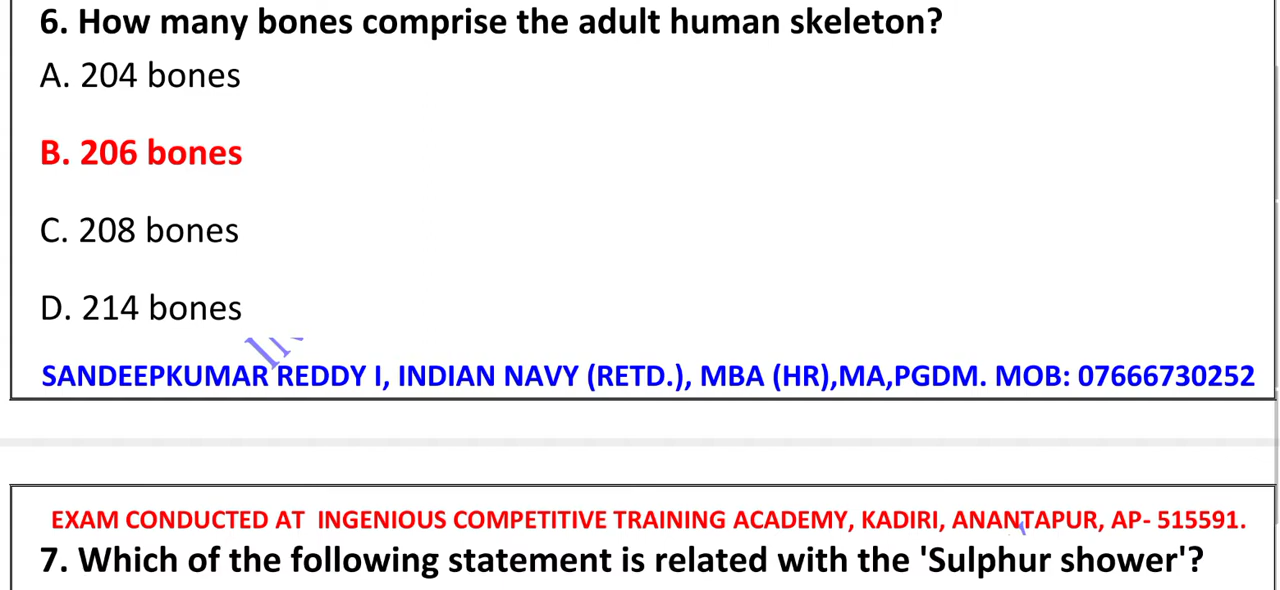 6. How many bones comprise the adult human skeleton?
A. 204 bones
B. 206 bones
C. 208 bones
D. 214 bones
SANDEEPKUMAR REDDY I, INDIAN NAVY (RETD.), MBA (HR),MA,PGDM. MOB: 07666730252
EXAM CONDUCTED AT  INGENIOUS COMPETITIVE TRAINING ACADEMY, KADIRI, ANANTAPUR, AP- 515591.
7. Which of the following statement is related with the 'Sulphur shower'?